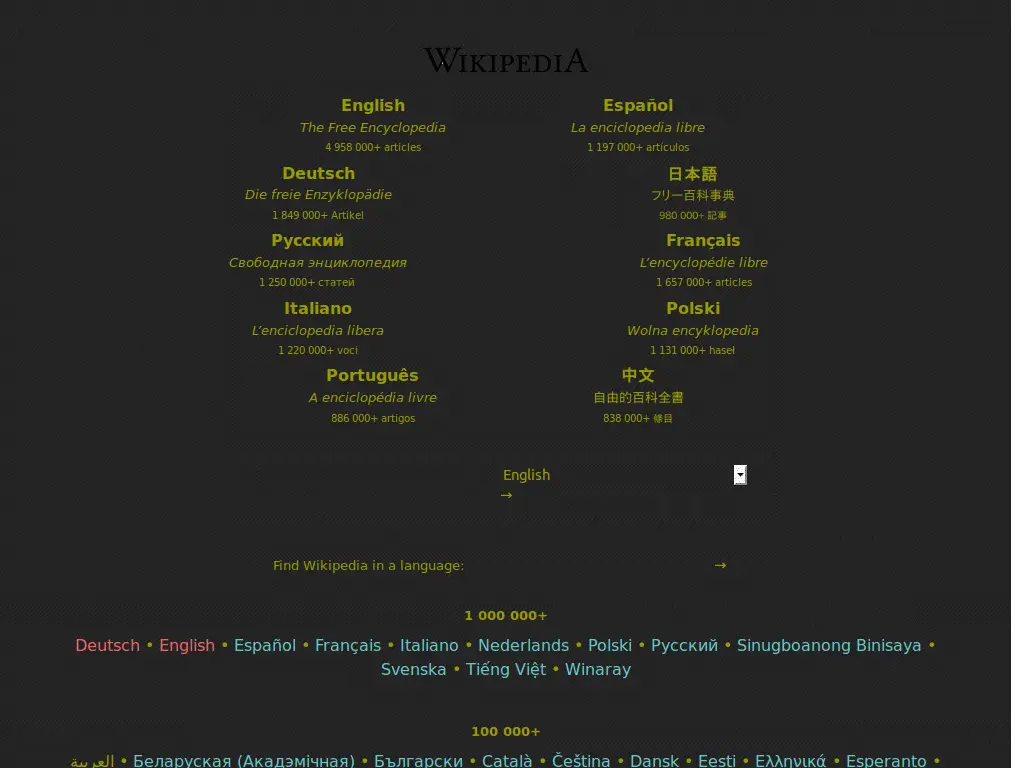 WIKIPEDIA
English Español
The Free Encyclopedia La enciclopedia libre
4 958 000+ articles 1 197 000+ artículos
Deutsch 日本語
Die freie Enzyklopädie フリー百科事典
1 849 000+ Artikel 980 000+ 記事
Русский Français
Свободная энциклопедия L'encyclopédie libre
1 250 000+ статей 1 657 000+ articles
Italiano Polski
L'enciclopedia libera Wolna encyklopedia
1 220 000+ voci 1 131 000+ haseł
Português 中文
A enciclopédia livre 自由的百科全書
886 000+ artigos 838 000+ 條目
English
→
Find Wikipedia in a language: →
1 000 000+
Deutsch • English • Español • Français • Italiano • Nederlands • Polski • Русский • Sinugboanong Binisaya •
Svenska • Tiếng Việt • Winaray
100 000+
العربية • Беларуская (Акадэмічная) • Български • Català • Čeština • Dansk • Eesti • Ελληνικά • Esperanto •